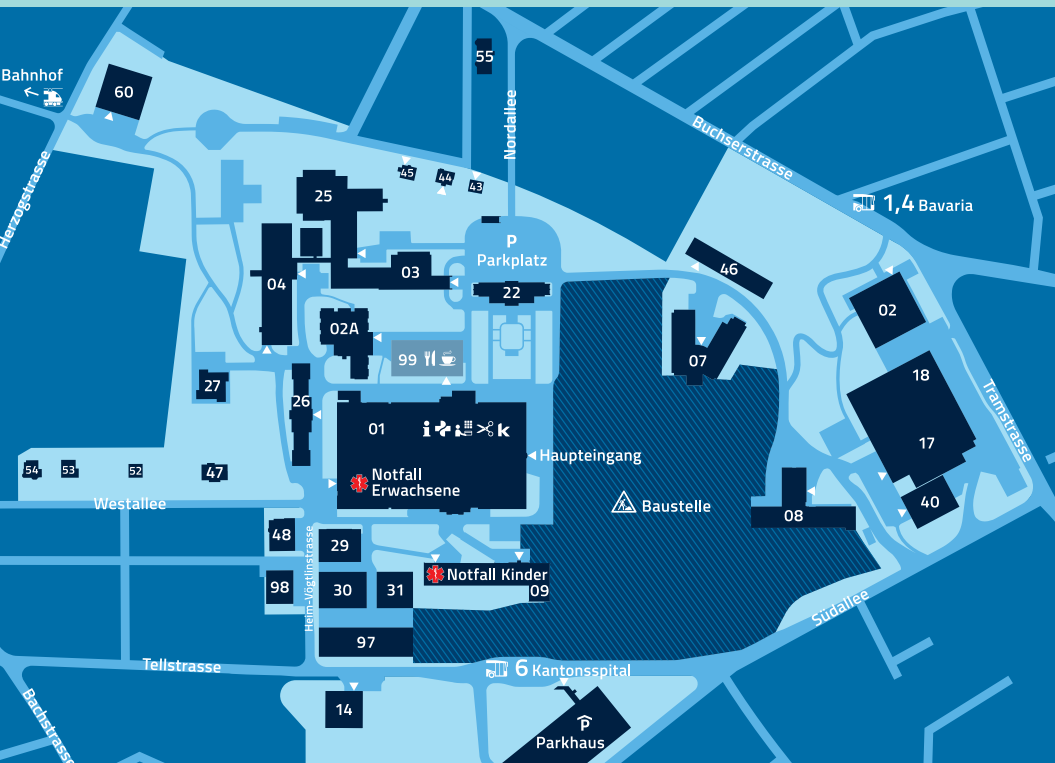 55
Bahnhof
60
Nordallee
Buchserstrasse
Herzogstrasse
45
44
43
25
1,4 Bavaria
P
Parkplatz
03
46
04
22
02
02A
99
07
27
18
26
Tramstrasse
01
i
k
17
Haupteingang
54
53
52
47
Notfall
Erwachsene
Westallee
Baustelle
40
08
48
29
Heim-Vögtlinstrasse
Notfall Kinder
98
30
31
09
Südallee
97
Tellstrasse
6 Kantonsspital
Bachstrasse
14
P
Parkhaus